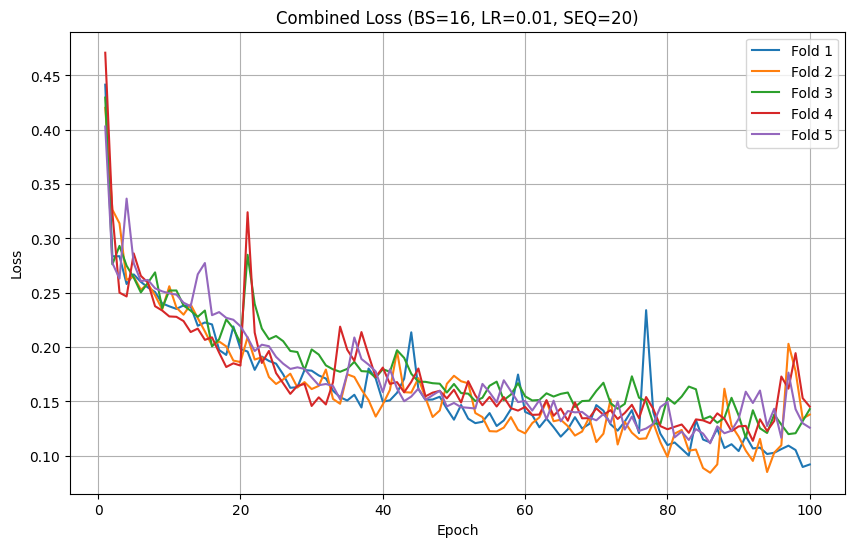 Combined Loss (BS=16, LR=0.01, SEQ=20)
Fold 1
Fold 2
Fold 3
Fold 4
Fold 5
Loss
0.45
0.40
0.35
0.30
0.25
0.20
0.15
0.10
0
20
40
60
80
100
Epoch